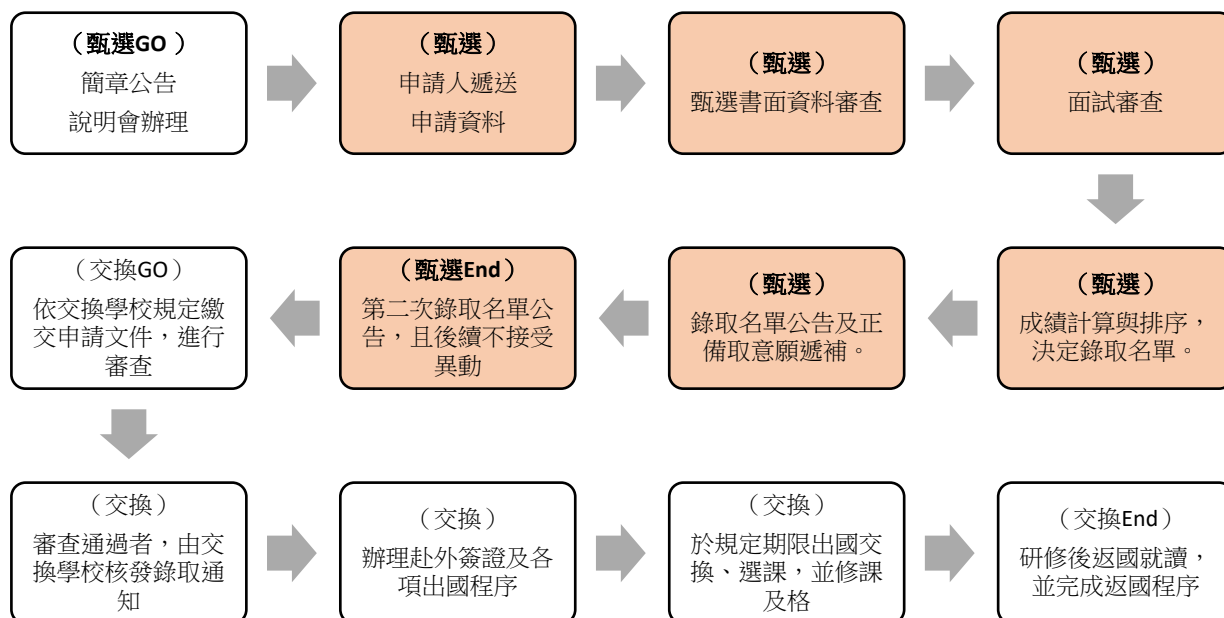 （甄選GO）
簡章公告
說明會辦理
（甄選）
申請人遞送
申請資料
（甄選）
甄選書面資料審查
（甄選）
面試審查
（甄選）
成績計算與排序，
決定錄取名單。
（甄選）
錄取名單公告及正
備取意願遞補。
（甄選End）
第二次錄取名單公
告，且後續不接受
異動
（交換GO）
依交換學校規定繳
交申請文件，進行
審查
（交換）
審查通過者，由交
換學校核發錄取通
知
（交換）
辦理赴外簽證及各
項出國程序
（交換）
於規定期限出國交
換、選課，並修課
及格
（交換End）
研修後返國就讀，
並完成返國程序